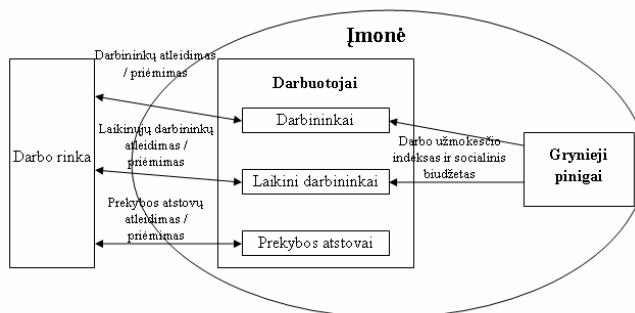 Įmonė
Darbininkų atleidimas
/ priėmimas
Darbuotojai
Darbininkai
Laikinųjų darbininkų
atleidimas /
priėmimas
Darbo rinka
Laikini darbininkai
Darbo užmokesčio
indeksas ir socialinis
biudžetas
Grynieji
pinigai
Prekybos atstovų
atleidimas /
priėmimas
Prekybos atstovai